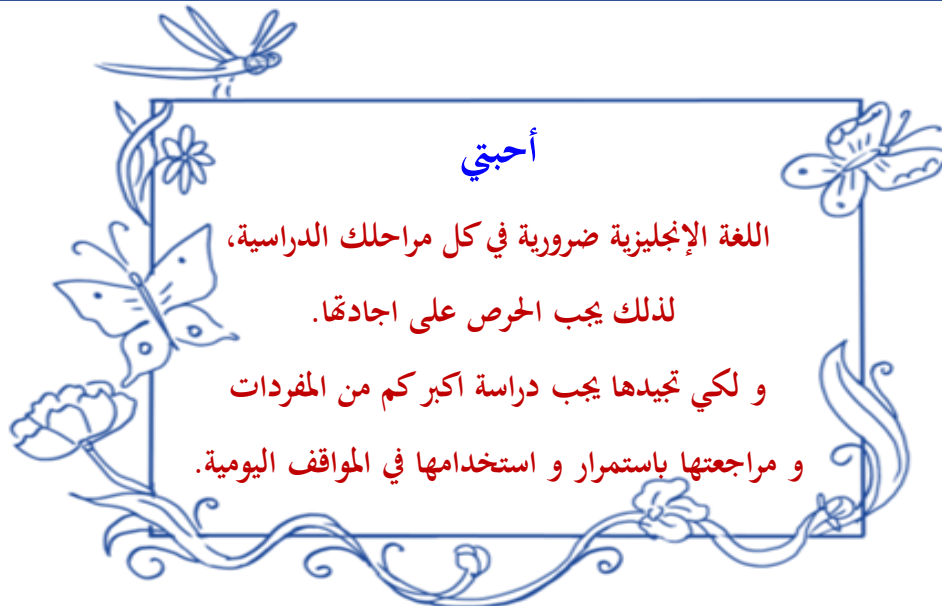 أحبتي
اللغة الإنجليزية ضرورية في كل مراحلك الدراسية،
لذلك يجب الحرص على اجادتها.
و لكي تجيدها يجب دراسة اكبر كم من المفردات
و مراجعتها باستمرار و استخدامها في المواقف اليومية.